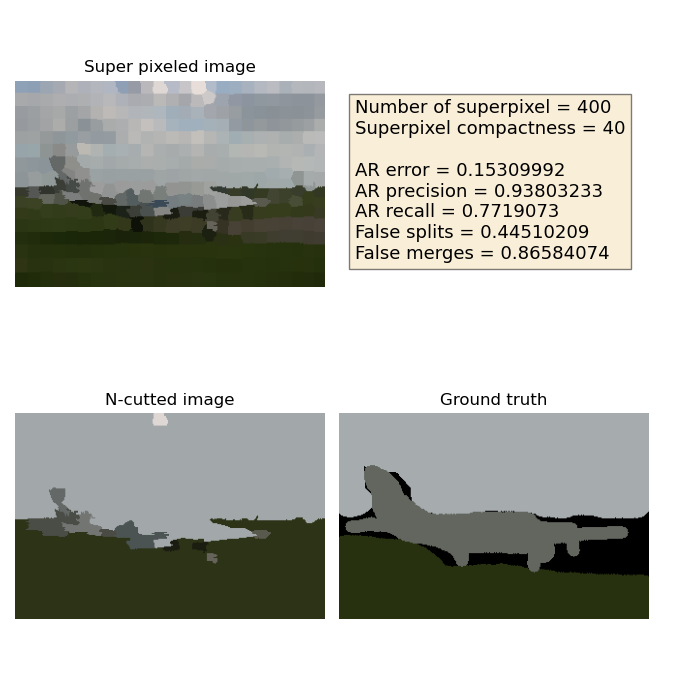 Super pixeled image
Number of superpixel = 400
Superpixel compactness = 40
AR error = 0.15309992
AR precision = 0.93803233
AR recall = 0.7719073
False splits = 0.44510209
False merges = 0.86584074
N-cutted image
Ground truth